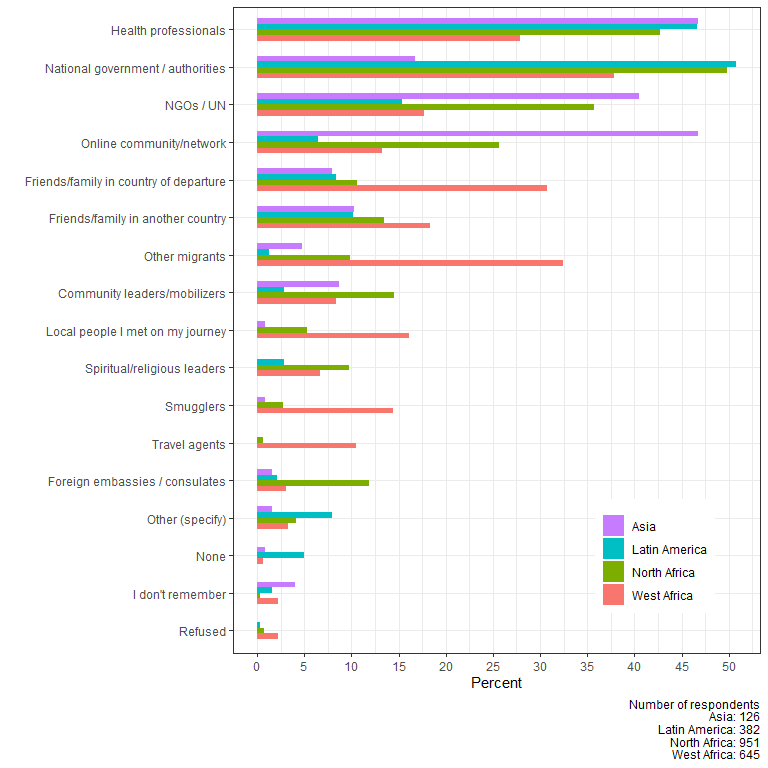 Health professionals
National government / authorities
NGOs / UN
Online community/network
Friends/family in country of departure
Friends/family in another country
Other migrants
Community leaders/mobilizers
Local people I met on my journey
Spiritual/religious leaders
Smugglers
Travel agents
Foreign embassies / consulates
Other (specify)
None
I don't remember
Refused
Asia
Latin America
North Africa
West Africa
0 5 10 15 20 25 30 35 40 45 50
Percent
Number of respondents
Asia: 126
Latin America: 382
North Africa: 951
West Africa: 645